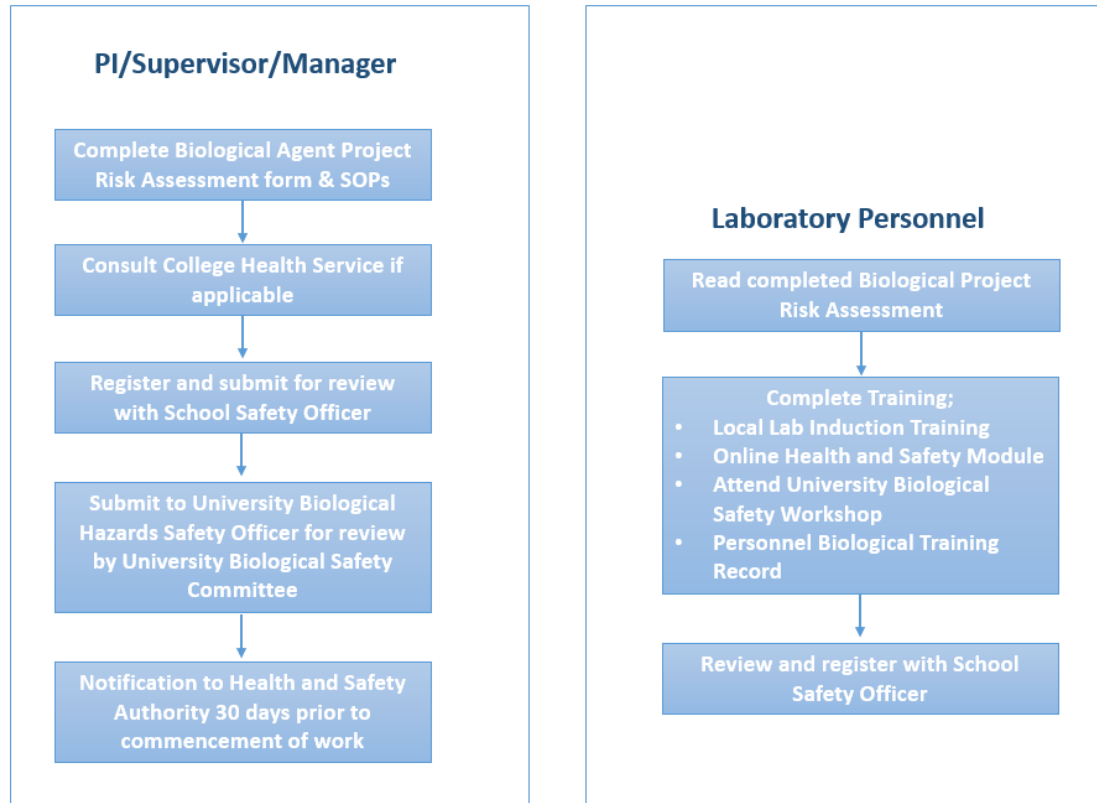 PI/Supervisor/Manager
Complete Biological Agent Project
Risk Assessment form & SOPs
Consult College Health Service if
applicable
Register and submit for review
with School Safety Officer
Submit to University Biological
Hazards Safety Officer for review
by University Biological Safety
Committee
Notification to Health and Safety
Authority 30 days prior to
commencement of work
Laboratory Personnel
Read completed Biological Project
Risk Assessment
Complete Training;
• Local Lab Induction Training
• Online Health and Safety Module
• Attend University Biological
Safety Workshop
• Personnel Biological Training
Record
Review and register with School
Safety Officer